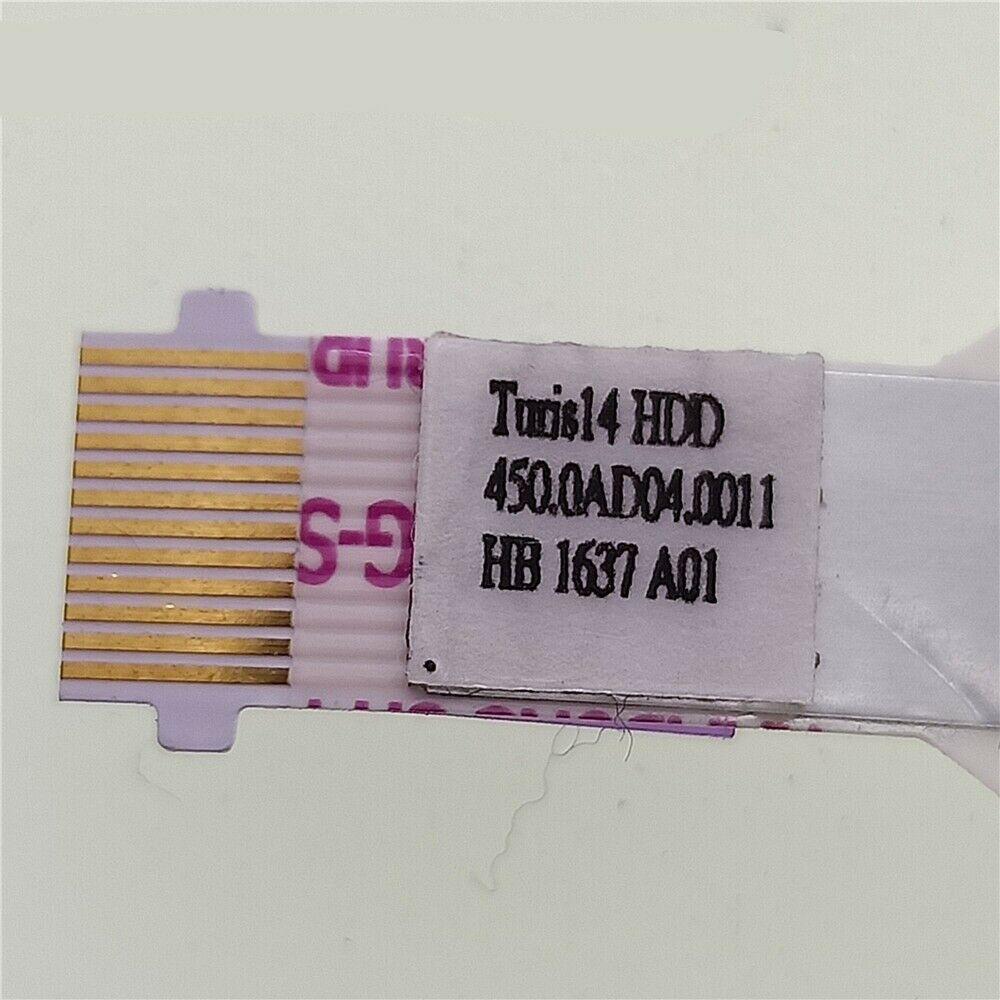 Turis14 HDD
450.0AD04.0011
HB 1637 A01
G-S